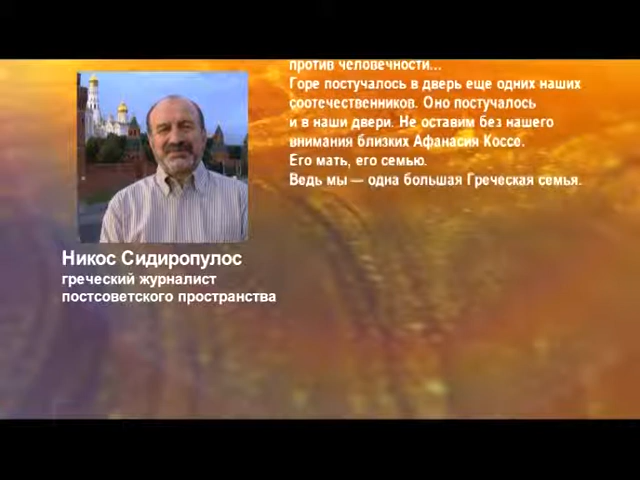 против человечности...
Горе постучалось в дверь еще одних наших
соотечественников. Оно постучалось
и в наши двери. Не оставим без нашего
внимания близких Афанасия Коссе.
Его мать, его семью.
Ведь мы — одна большая Греческая семья.
Никос Сидиропулос
греческий журналист
постсоветского пространства